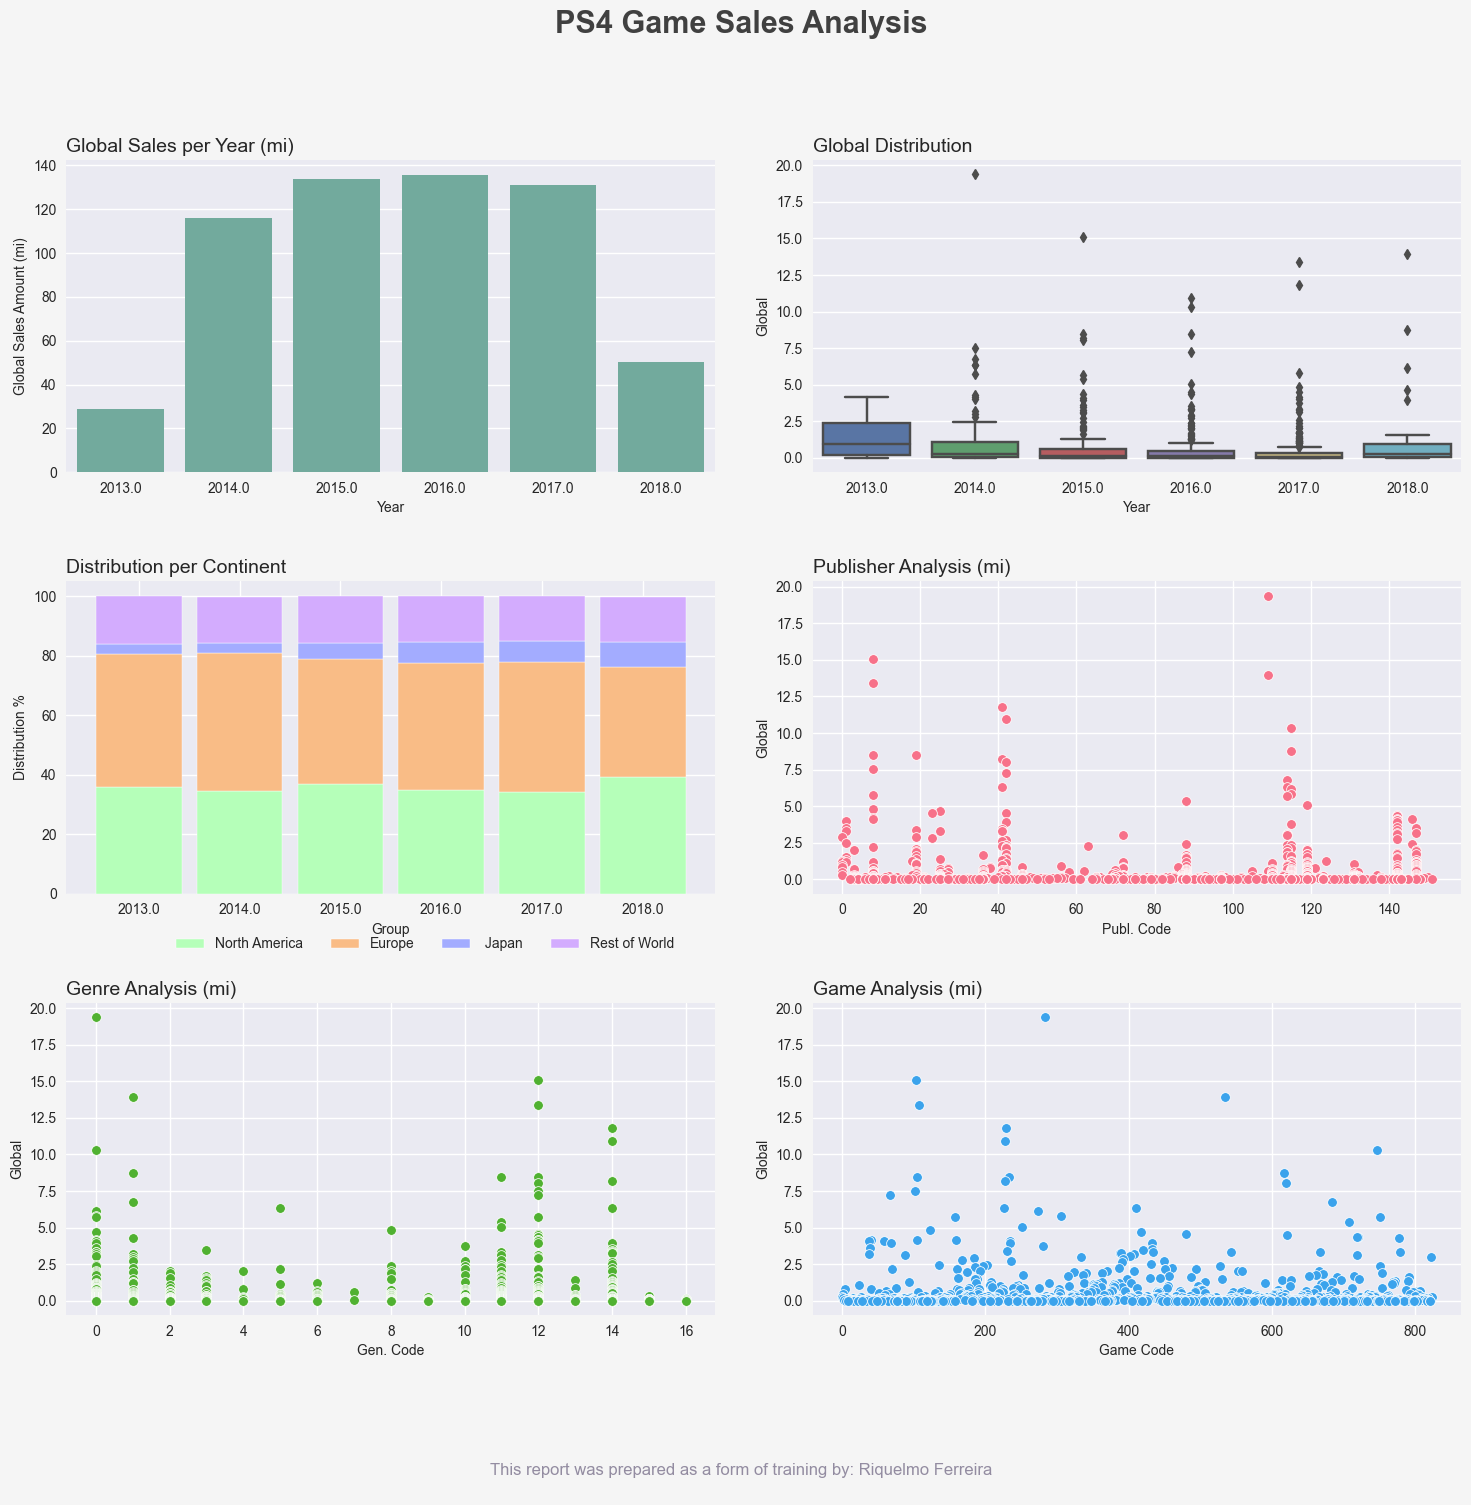 PS4 Game Sales Analysis
Global Sales per Year (mi)
140
120
100
80
60
40
20
0
Global Sales Amount (mi)
2013.0 2014.0 2015.0 2016.0 2017.0 2018.0
Year
Global Distribution
20.0
17.5
15.0
12.5
10.0
7.5
5.0
2.5
0.0
Global
2013.0 2014.0 2015.0 2016.0 2017.0 2018.0
Year
Distribution per Continent
100
80
60
40
20
0
Distribution %
2013.0 2014.0 2015.0 2016.0 2017.0 2018.0
Group
North America Europe Japan Rest of World
Publisher Analysis (mi)
20.0
17.5
15.0
12.5
10.0
7.5
5.0
2.5
0.0
Global
0 20 40 60 80 100 120 140
Publ. Code
Genre Analysis (mi)
20.0
17.5
15.0
12.5
10.0
7.5
5.0
2.5
0.0
Global
0 2 4 6 8 10 12 14 16
Gen. Code
Game Analysis (mi)
20.0
17.5
15.0
12.5
10.0
7.5
5.0
2.5
0.0
Global
0 200 400 600 800
Game Code
This report was prepared as a form of training by: Riquelmo Ferreira